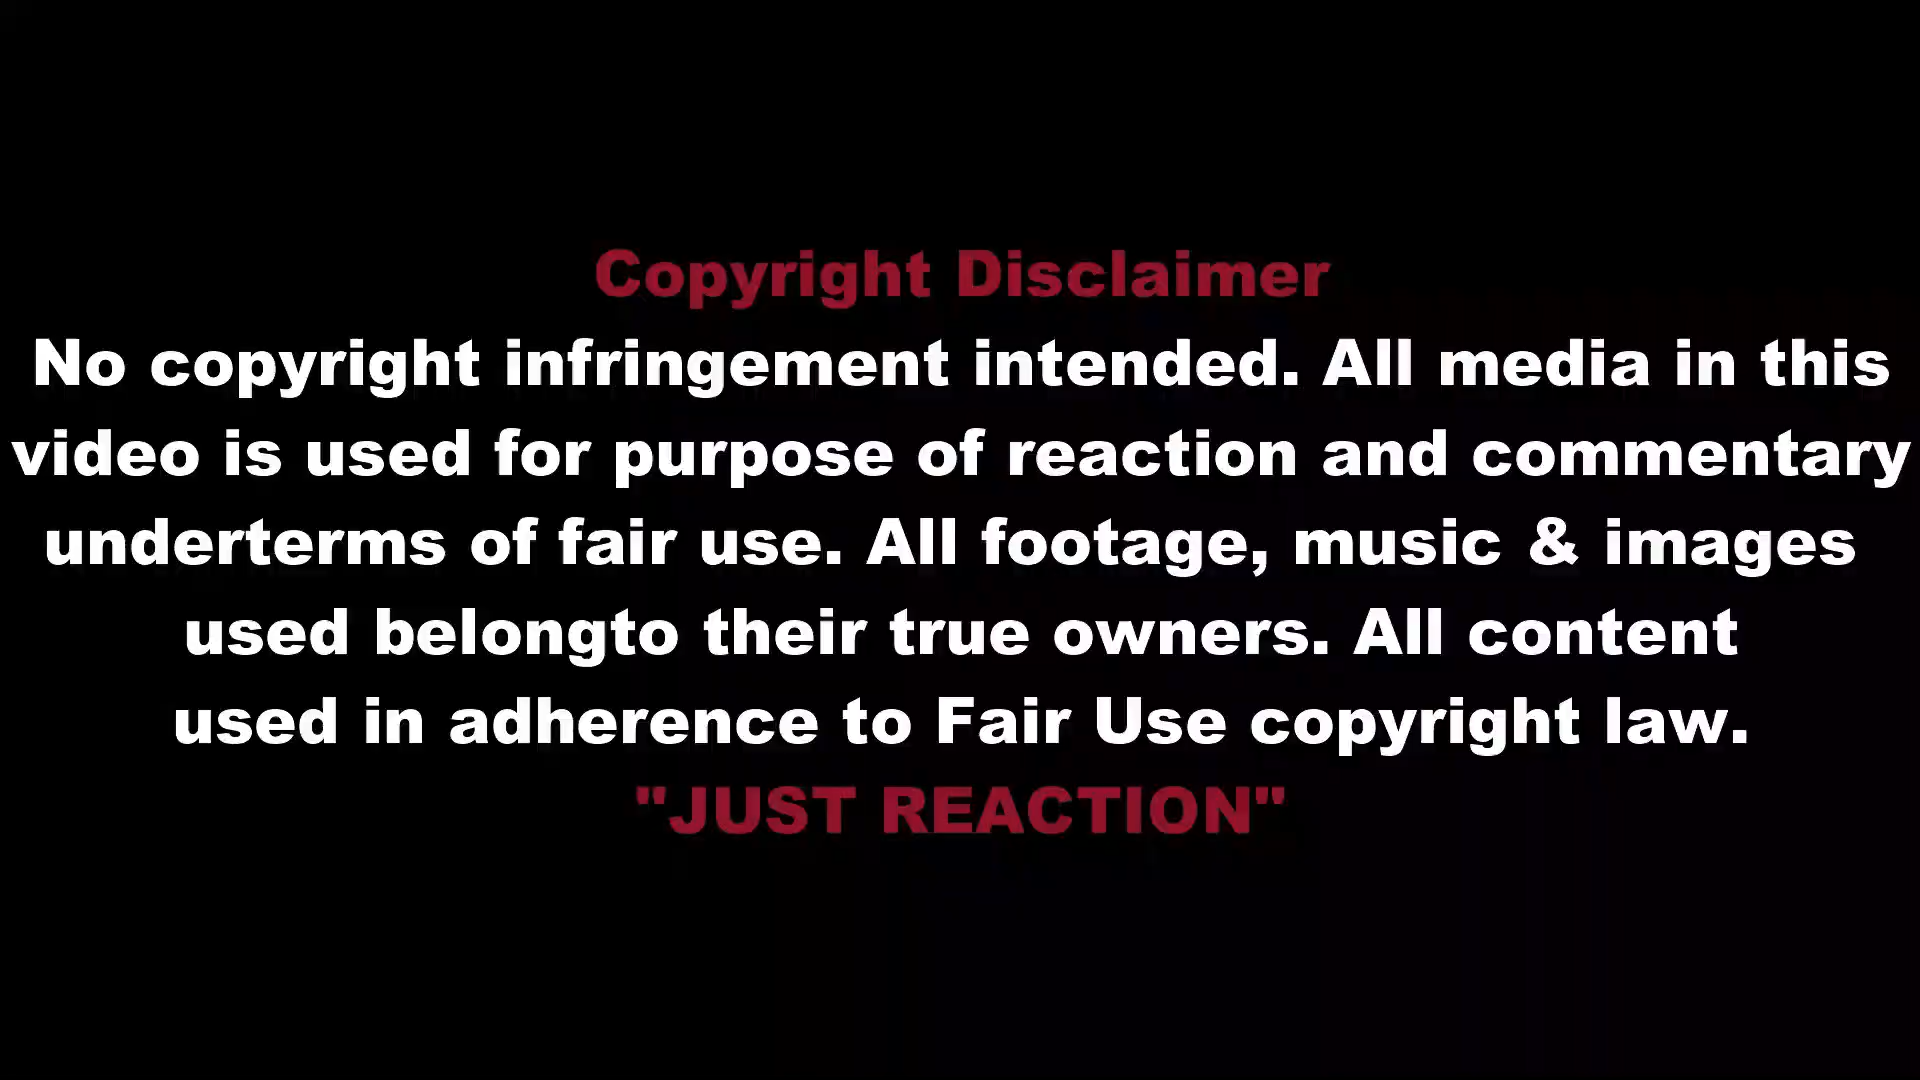 Copyright Disclaimer
No copyright infringement intended. All media in this
video is used for purpose of reaction and commentary
underterms of fair use. All footage, music & images
used belongto their true owners. All content
used in adherence to Fair Use copyright law.
"JUST REACTION"